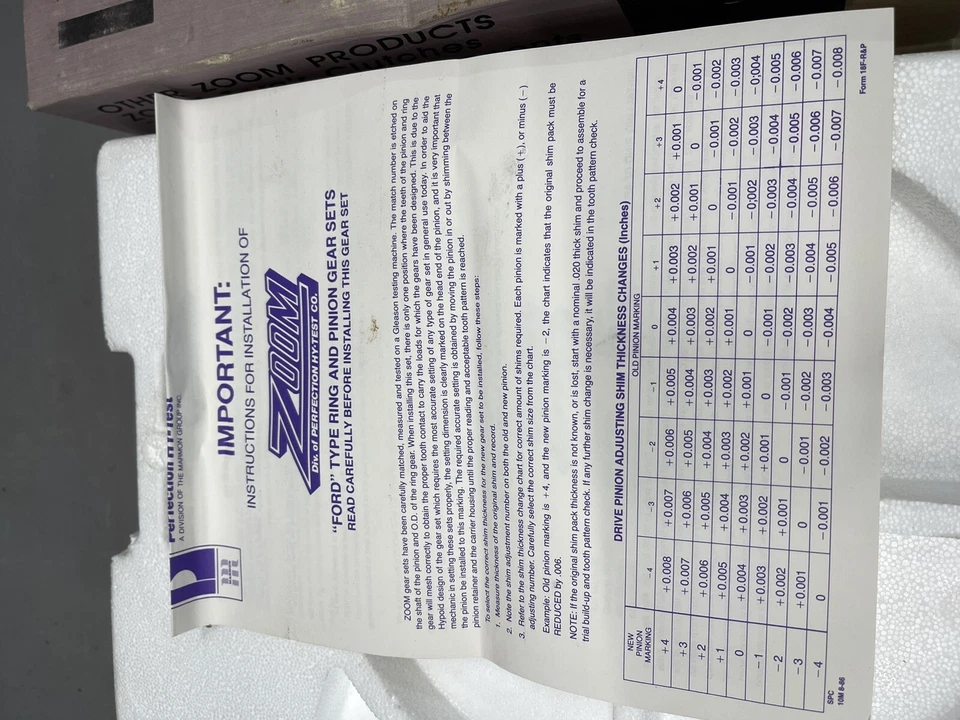 OTHER ZOOM PRODUCTS
Clutches
Perfection Hy-Test
A DIVISION OF THE MARMON GROUP INC.
IMPORTANT:
INSTRUCTIONS FOR INSTALLATION OF
ZOOM
Div. of PERFECTION HY-TEST CO.
"FORD" TYPE RING AND PINION GEAR SETS
READ CAREFULLY BEFORE INSTALLING THIS GEAR SET
ZOOM gear sets have been carefully matched, measured and tested on a Gleason testing machine. The match number is etched on
the shaft of the pinion and O.D. of the ring gear. When installing this set, there is only one position where the teeth of the pinion and ring
gear will mesh correctly to obtain the proper tooth contact to carry the loads for which the gears have been designed. This is due to the
Hypoid design of the gear set which requires the most accurate setting of any type of gear set in general use today. In order to aid the
mechanic in setting these sets properly, the setting dimension is clearly marked on the head end of the pinion, and it is very important that
the pinion be installed to this marking. The required accurate setting is obtained by moving the pinion in or out by shimming between the
pinion retainer and the carrier housing until the proper reading and acceptable tooth pattern is reached.
To select the correct shim thickness for the new gear set to be installed, follow these steps:
1. Measure thickness of the original shim and record.
2. Note the shim adjustment number on both the old and new pinion.
3. Refer to the shim thickness change chart for correct amount of shims required. Each pinion is marked with a plus (+), or minus (−)
adjusting number. Carefully select the correct shim size from the chart.
Example: Old pinion marking is +4, and the new pinion marking is −2, the chart indicates that the original shim pack must be
REDUCED by .006.
NOTE: If the original shim pack thickness is not known, or is lost, start with a nominal .020 thick shim and proceed to assemble for a
trial build-up and tooth pattern check. If any further shim change is necessary, it will be indicated in the tooth pattern check.
DRIVE PINION ADJUSTING SHIM THICKNESS CHANGES (Inches)
OLD PINION MARKING
NEW
PINION
MARKING
−4 −3 −2 −1 0 +1 +2 +3 +4
+4 +0.008 +0.007 +0.006 +0.005 +0.004 +0.003 +0.002 +0.001 0
+3 +0.007 +0.006 +0.005 +0.004 +0.003 +0.002 +0.001 0 −0.001
+2 +0.006 +0.005 +0.004 +0.003 +0.002 +0.001 0 −0.001 −0.002
+1 +0.005 +0.004 +0.003 +0.002 +0.001 0 −0.001 −0.002 −0.003
0 +0.004 +0.003 +0.002 +0.001 0 −0.001 −0.002 −0.003 −0.004
−1 +0.003 +0.002 +0.001 0 −0.001 −0.002 −0.003 −0.004 −0.005
−2 +0.002 +0.001 0 −0.001 −0.002 −0.003 −0.004 −0.005 −0.006
−3 +0.001 0 −0.001 −0.002 −0.003 −0.004 −0.005 −0.006 −0.007
−4 0 −0.001 −0.002 −0.003 −0.004 −0.005 −0.006 −0.007 −0.008
SPC
10M 8-86
Form 18F-R&P